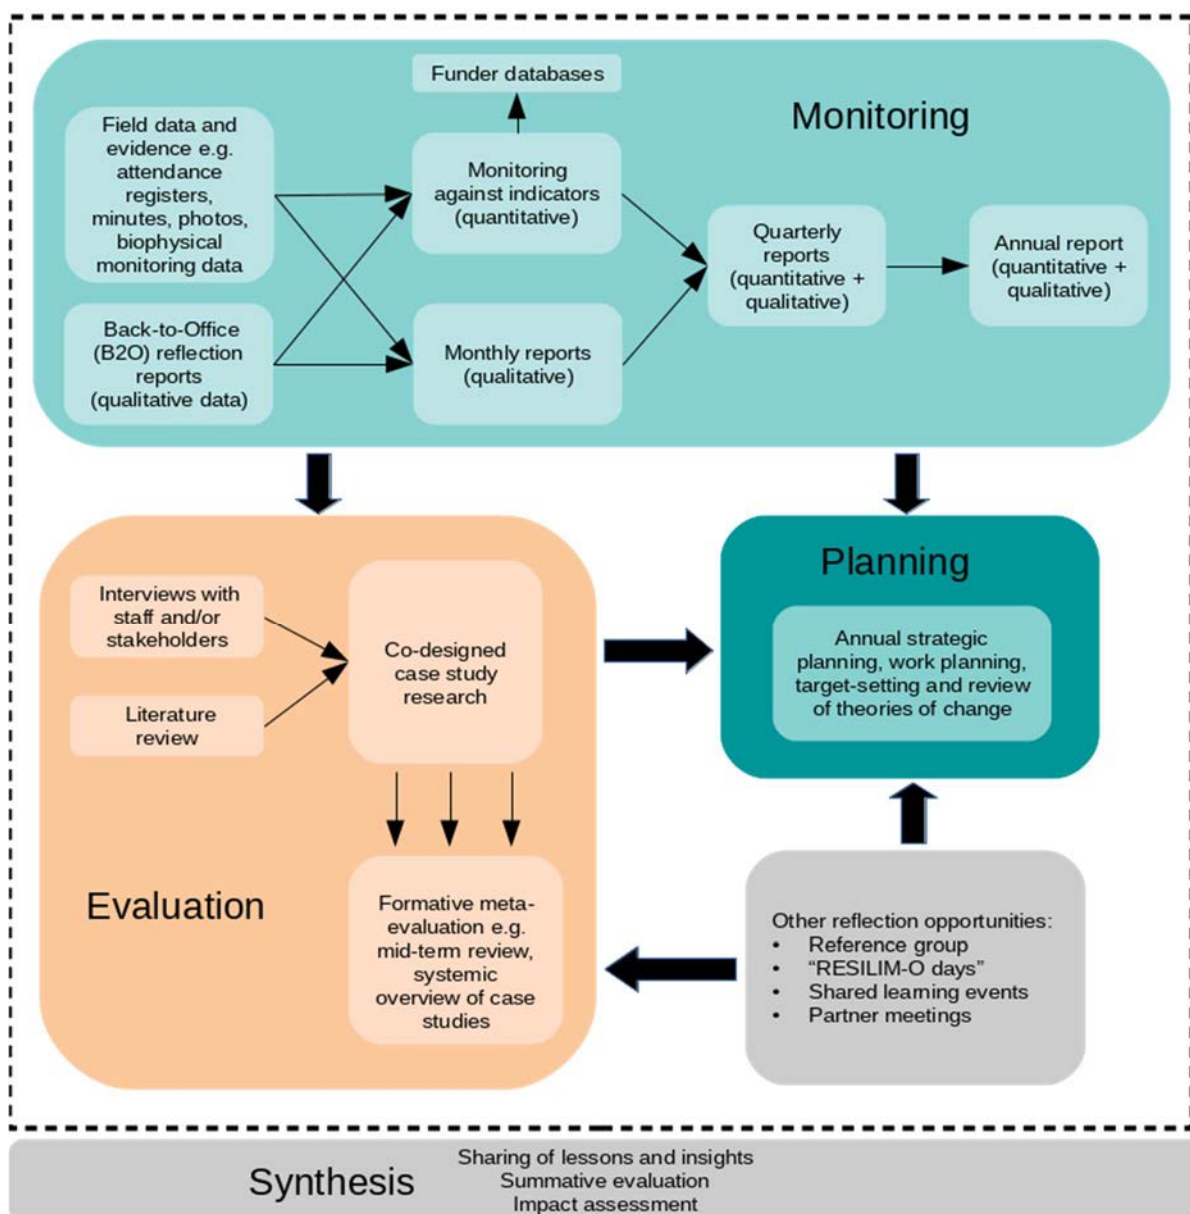 Funder databases
Monitoring
Field data and
evidence e.g.
attendance
registers,
minutes, photos,
biophysical
monitoring data
Monitoring
against indicators
(quantitative)
Quarterly
reports
(quantitative +
qualitative)
Annual report
(quantitative +
qualitative)
Back-to-Office
(B2O) reflection
reports
(qualitative data)
Monthly reports
(qualitative)
Interviews with
staff and/or
stakeholders
Literature
review
Co-designed
case study
research
Evaluation
Formative meta-
evaluation e.g.
mid-term review,
systemic
overview of case
studies
Planning
Annual strategic
planning, work planning,
target-setting and review
of theories of change
Other reflection opportunities:
• Reference group
• “RESILIM-O days”
• Shared learning events
• Partner meetings
Synthesis
Sharing of lessons and insights
Summative evaluation
Impact assessment